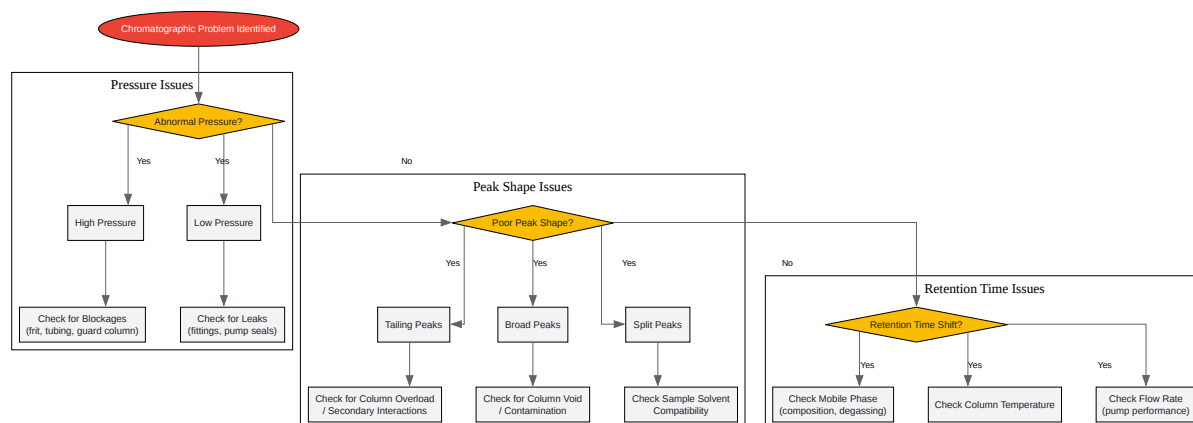 Chromatographic Problem Identified
Pressure Issues
Abnormal Pressure?
Yes
Yes
No
High Pressure
Low Pressure
Check for Blockages
(frit, tubing, guard column)
Check for Leaks
(fittings, pump seals)
Peak Shape Issues
Poor Peak Shape?
Yes
Yes
Yes
No
Tailing Peaks
Broad Peaks
Split Peaks
Check for Column Overload
/ Secondary Interactions
Check for Column Void
/ Contamination
Check Sample Solvent
Compatibility
Retention Time Issues
Retention Time Shift?
Yes
Yes
Yes
Check Mobile Phase
(composition, degassing)
Check Column Temperature
Check Flow Rate
(pump performance)